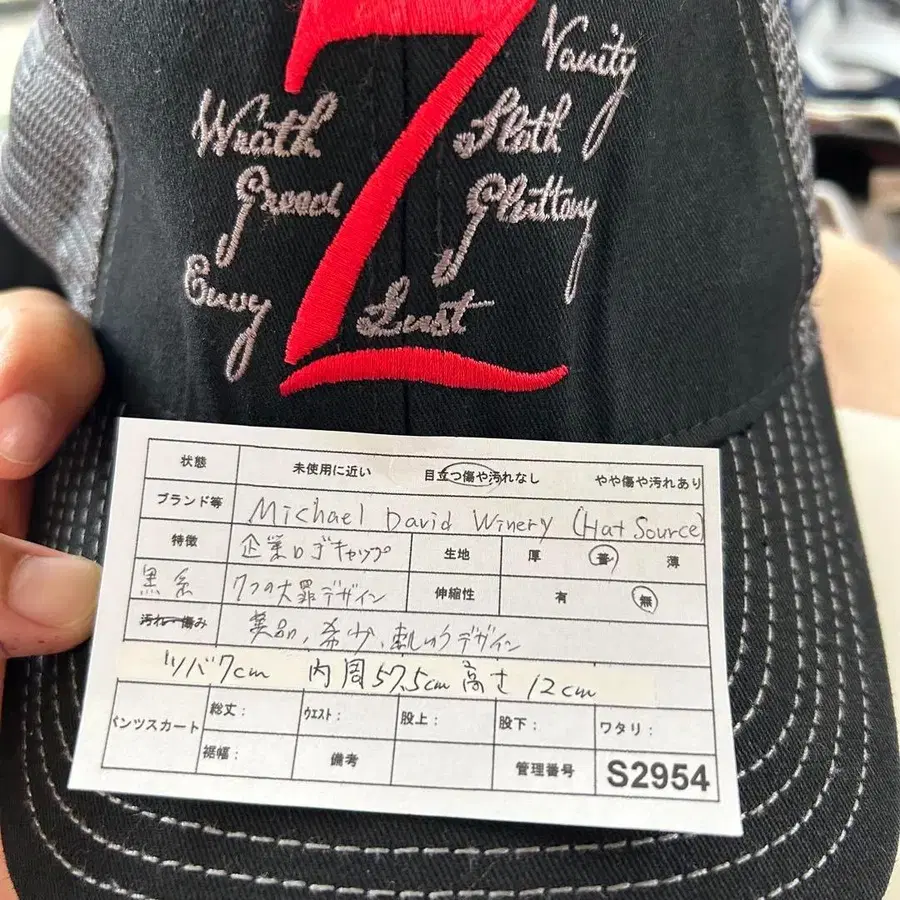 7
Vanity
Wrath
Sloth
Greed
Gluttony
Envy
Lust
状態 未使用に近い 目立つ傷や汚れなし やや傷や汚れあり
ブランド等 Michael David Winery (Hat Source)
特徴 企業ロゴキャップ 生地 厚 普 薄
黒系 7つの大罪デザイン 伸縮性 有 無
汚れ・傷み 美品、希少、刺しゅうデザイン
ツバ7cm 内周57.5cm 高さ12cm
パンツスカート 総丈: ウエスト: 股上: 股下: ワタリ:
裾幅: 備考 管理番号 S2954